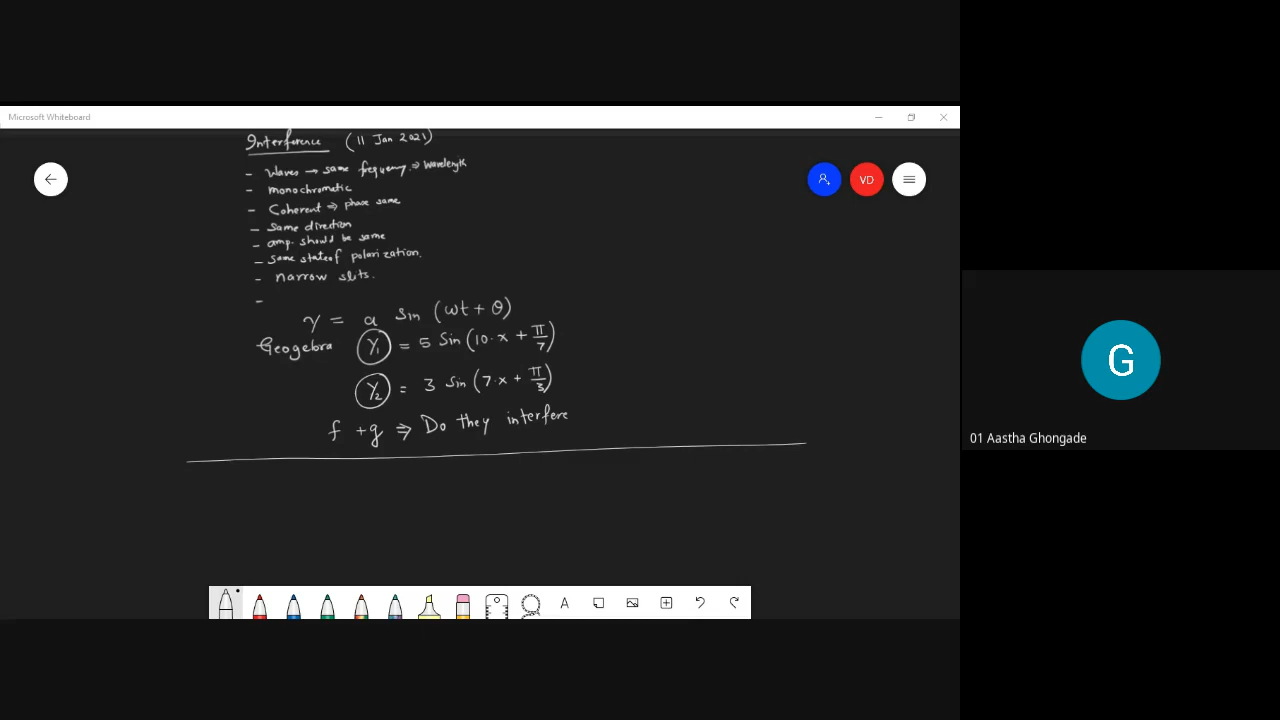 Microsoft Whiteboard
Interference (11 Jan 2021)
- Waves → same frequency. ⇒ Wavelength
- monochromatic
- Coherent ⇒ phase same
- Same direction
- amp. should be same
- same state of polarization.
- narrow slits.
-
y = a sin (ωt + θ)
Geogebra Y₁ = 5 sin (10·x + π/7)
Y₂ = 3 sin (7·x + π/3)
f + g ⇒ Do they interfere
VD
G
01 Aastha Ghongade
A